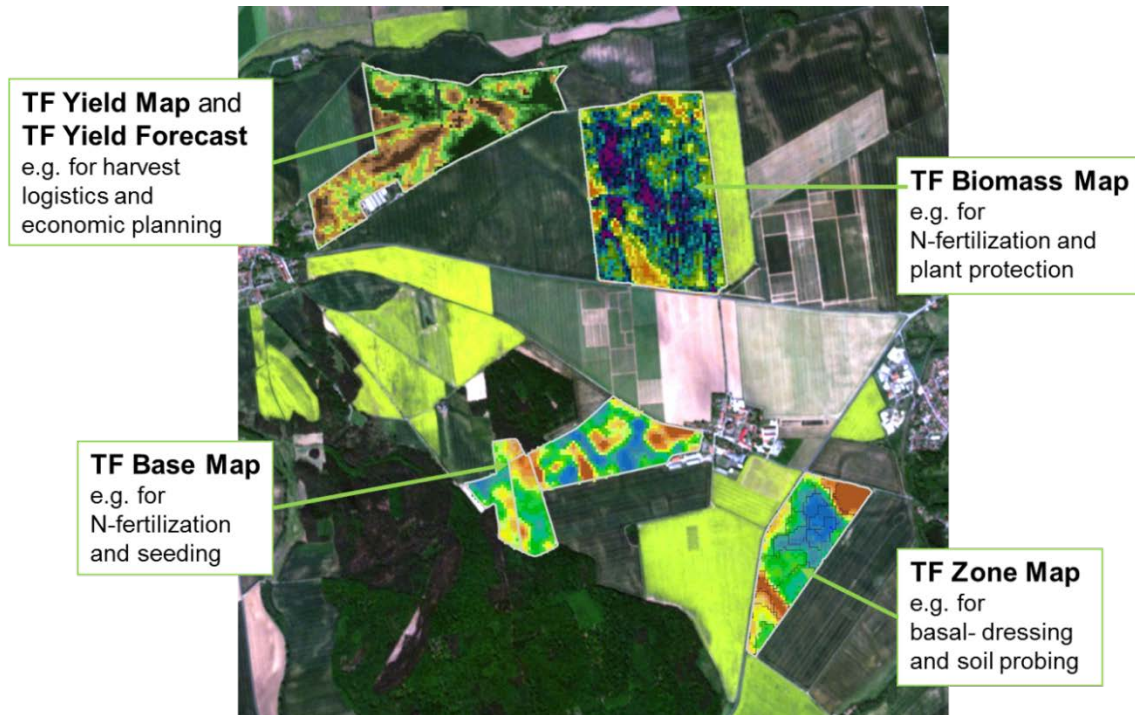 TF Yield Map and
TF Yield Forecast
e.g. for harvest
logistics and
economic planning
TF Biomass Map
e.g. for
N-fertilization and
plant protection
TF Base Map
e.g. for
N-fertilization
and seeding
TF Zone Map
e.g. for
basal- dressing
and soil probing